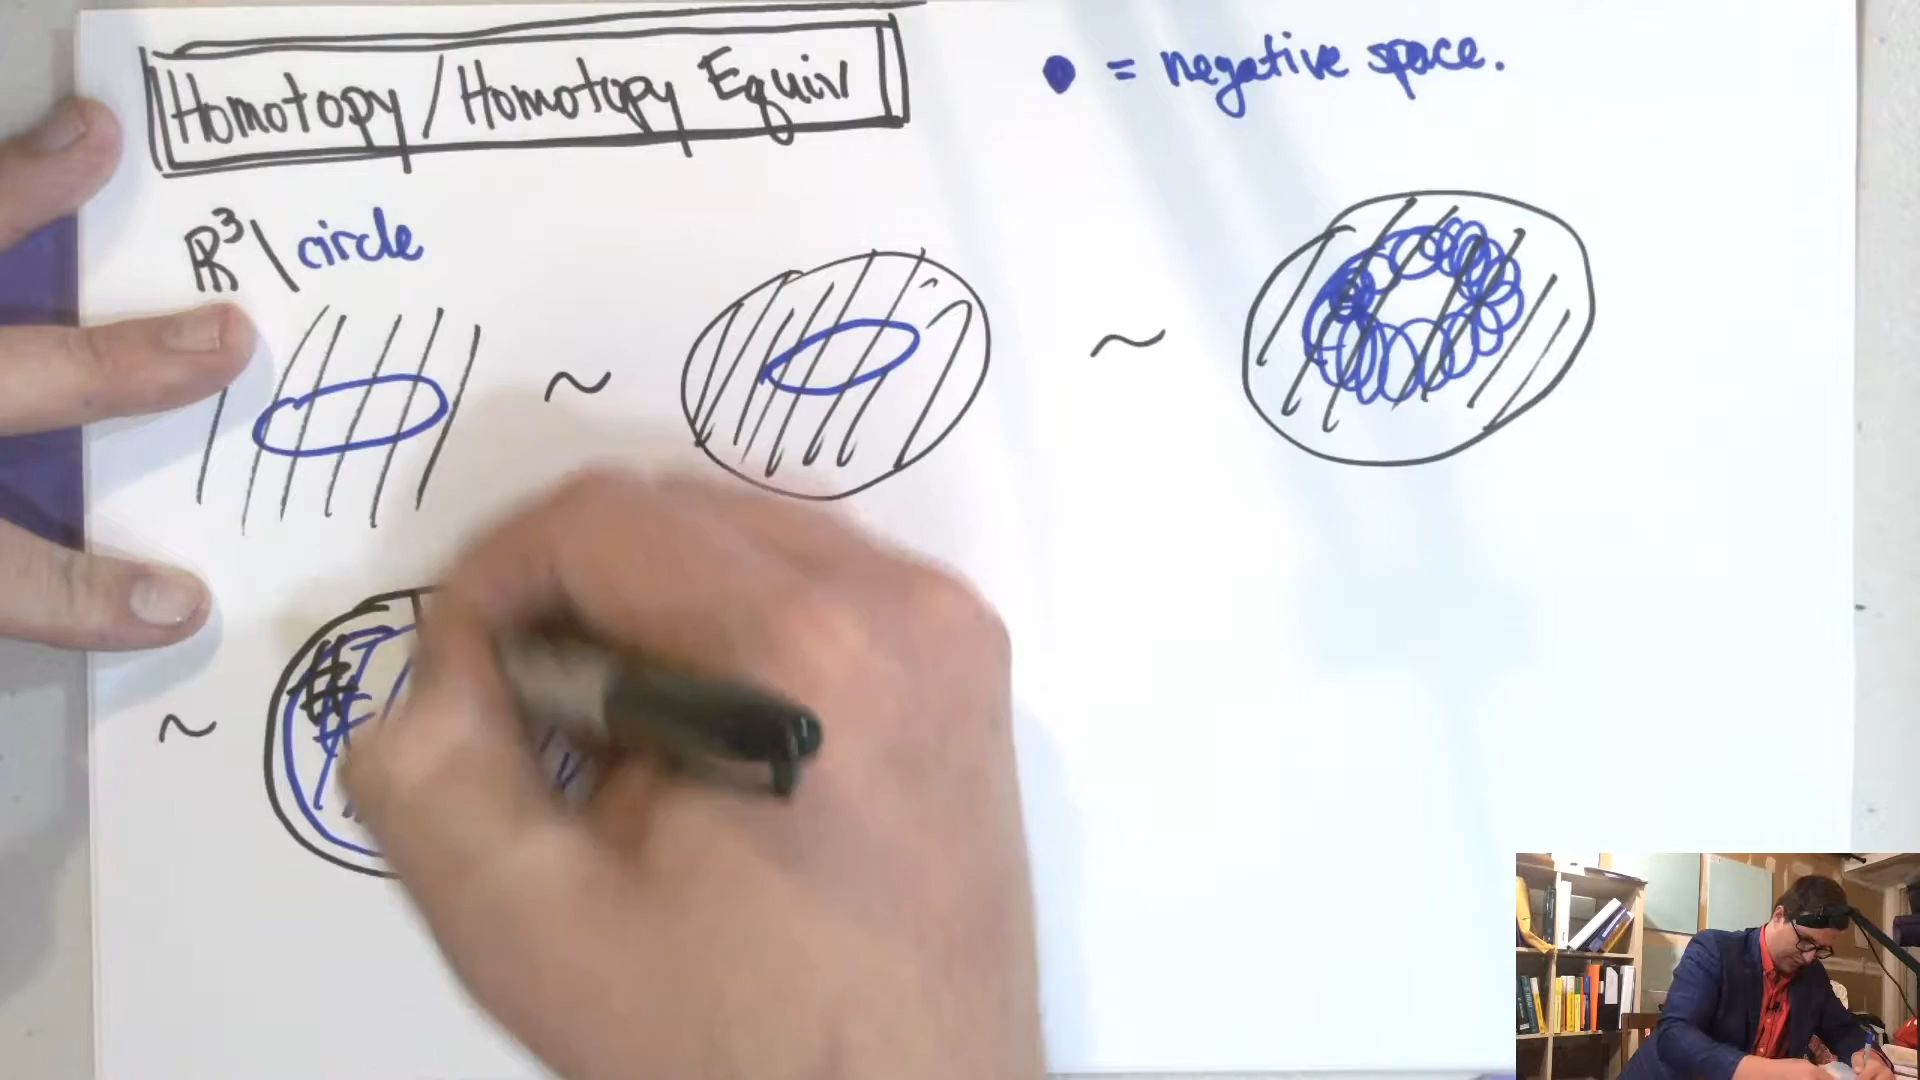 Homotopy / Homotopy Equiv
● = negative space.
ℝ³ \ circle
~
~
~